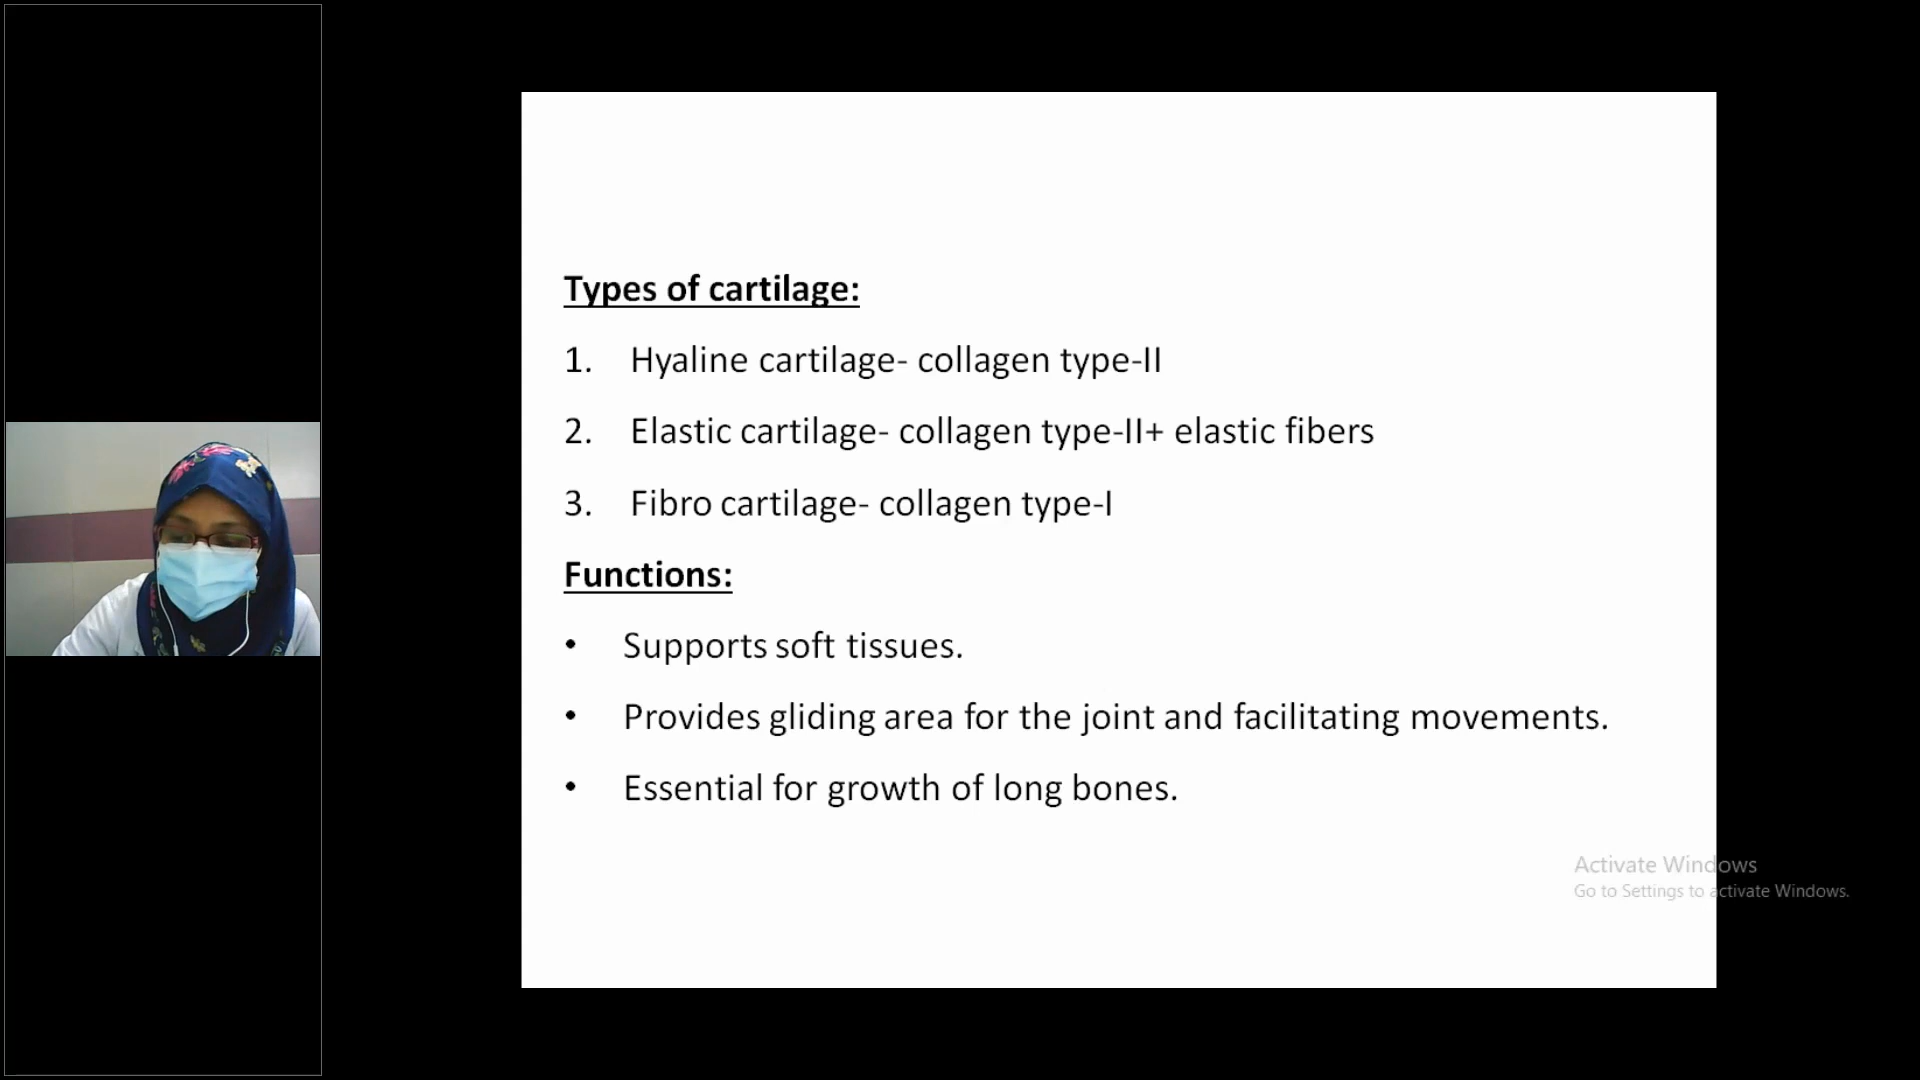 Types of cartilage:
1. Hyaline cartilage- collagen type-II
2. Elastic cartilage- collagen type-II+ elastic fibers
3. Fibro cartilage- collagen type-I
Functions:
• Supports soft tissues.
• Provides gliding area for the joint and facilitating movements.
• Essential for growth of long bones.
Activate Windows
Go to Settings to activate Windows.